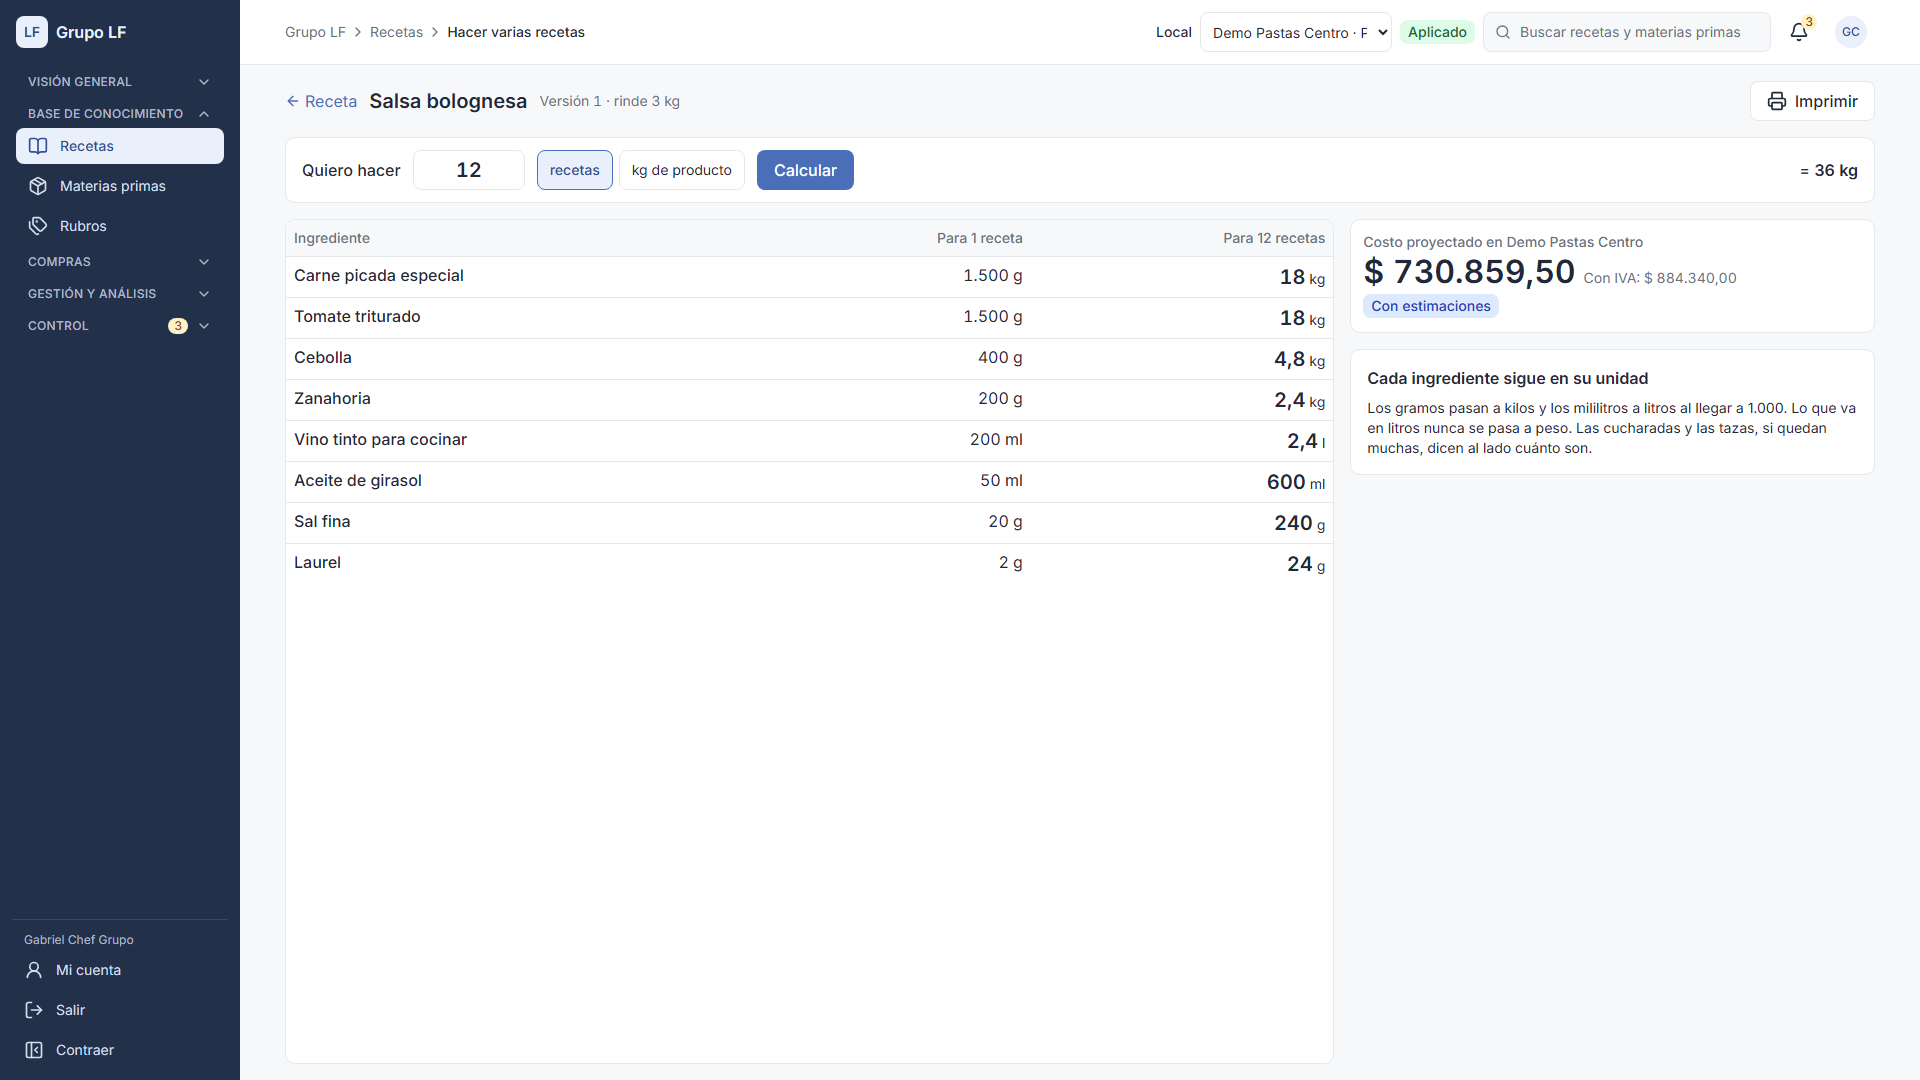 LF Grupo LF
VISIÓN GENERAL
BASE DE CONOCIMIENTO
Recetas
Materias primas
Rubros
COMPRAS
GESTIÓN Y ANÁLISIS
CONTROL 3
Gabriel Chef Grupo
Mi cuenta
Salir
Contraer
Grupo LF > Recetas > Hacer varias recetas
Local Demo Pastas Centro · Aplicado Buscar recetas y materias primas 3 GC
← Receta Salsa bolognesa Versión 1 · rinde 3 kg Imprimir
Quiero hacer 12 recetas kg de producto Calcular = 36 kg
Ingrediente Para 1 receta Para 12 recetas
Carne picada especial 1.500 g 18 kg
Tomate triturado 1.500 g 18 kg
Cebolla 400 g 4,8 kg
Zanahoria 200 g 2,4 kg
Vino tinto para cocinar 200 ml 2,4 l
Aceite de girasol 50 ml 600 ml
Sal fina 20 g 240 g
Laurel 2 g 24 g
Costo proyectado en Demo Pastas Centro
$ 730.859,50 Con IVA: $ 884.340,00
Con estimaciones
Cada ingrediente sigue en su unidad
Los gramos pasan a kilos y los mililitros a litros al llegar a 1.000. Lo que va
en litros nunca se pasa a peso. Las cucharadas y las tazas, si quedan
muchas, dicen al lado cuánto son.